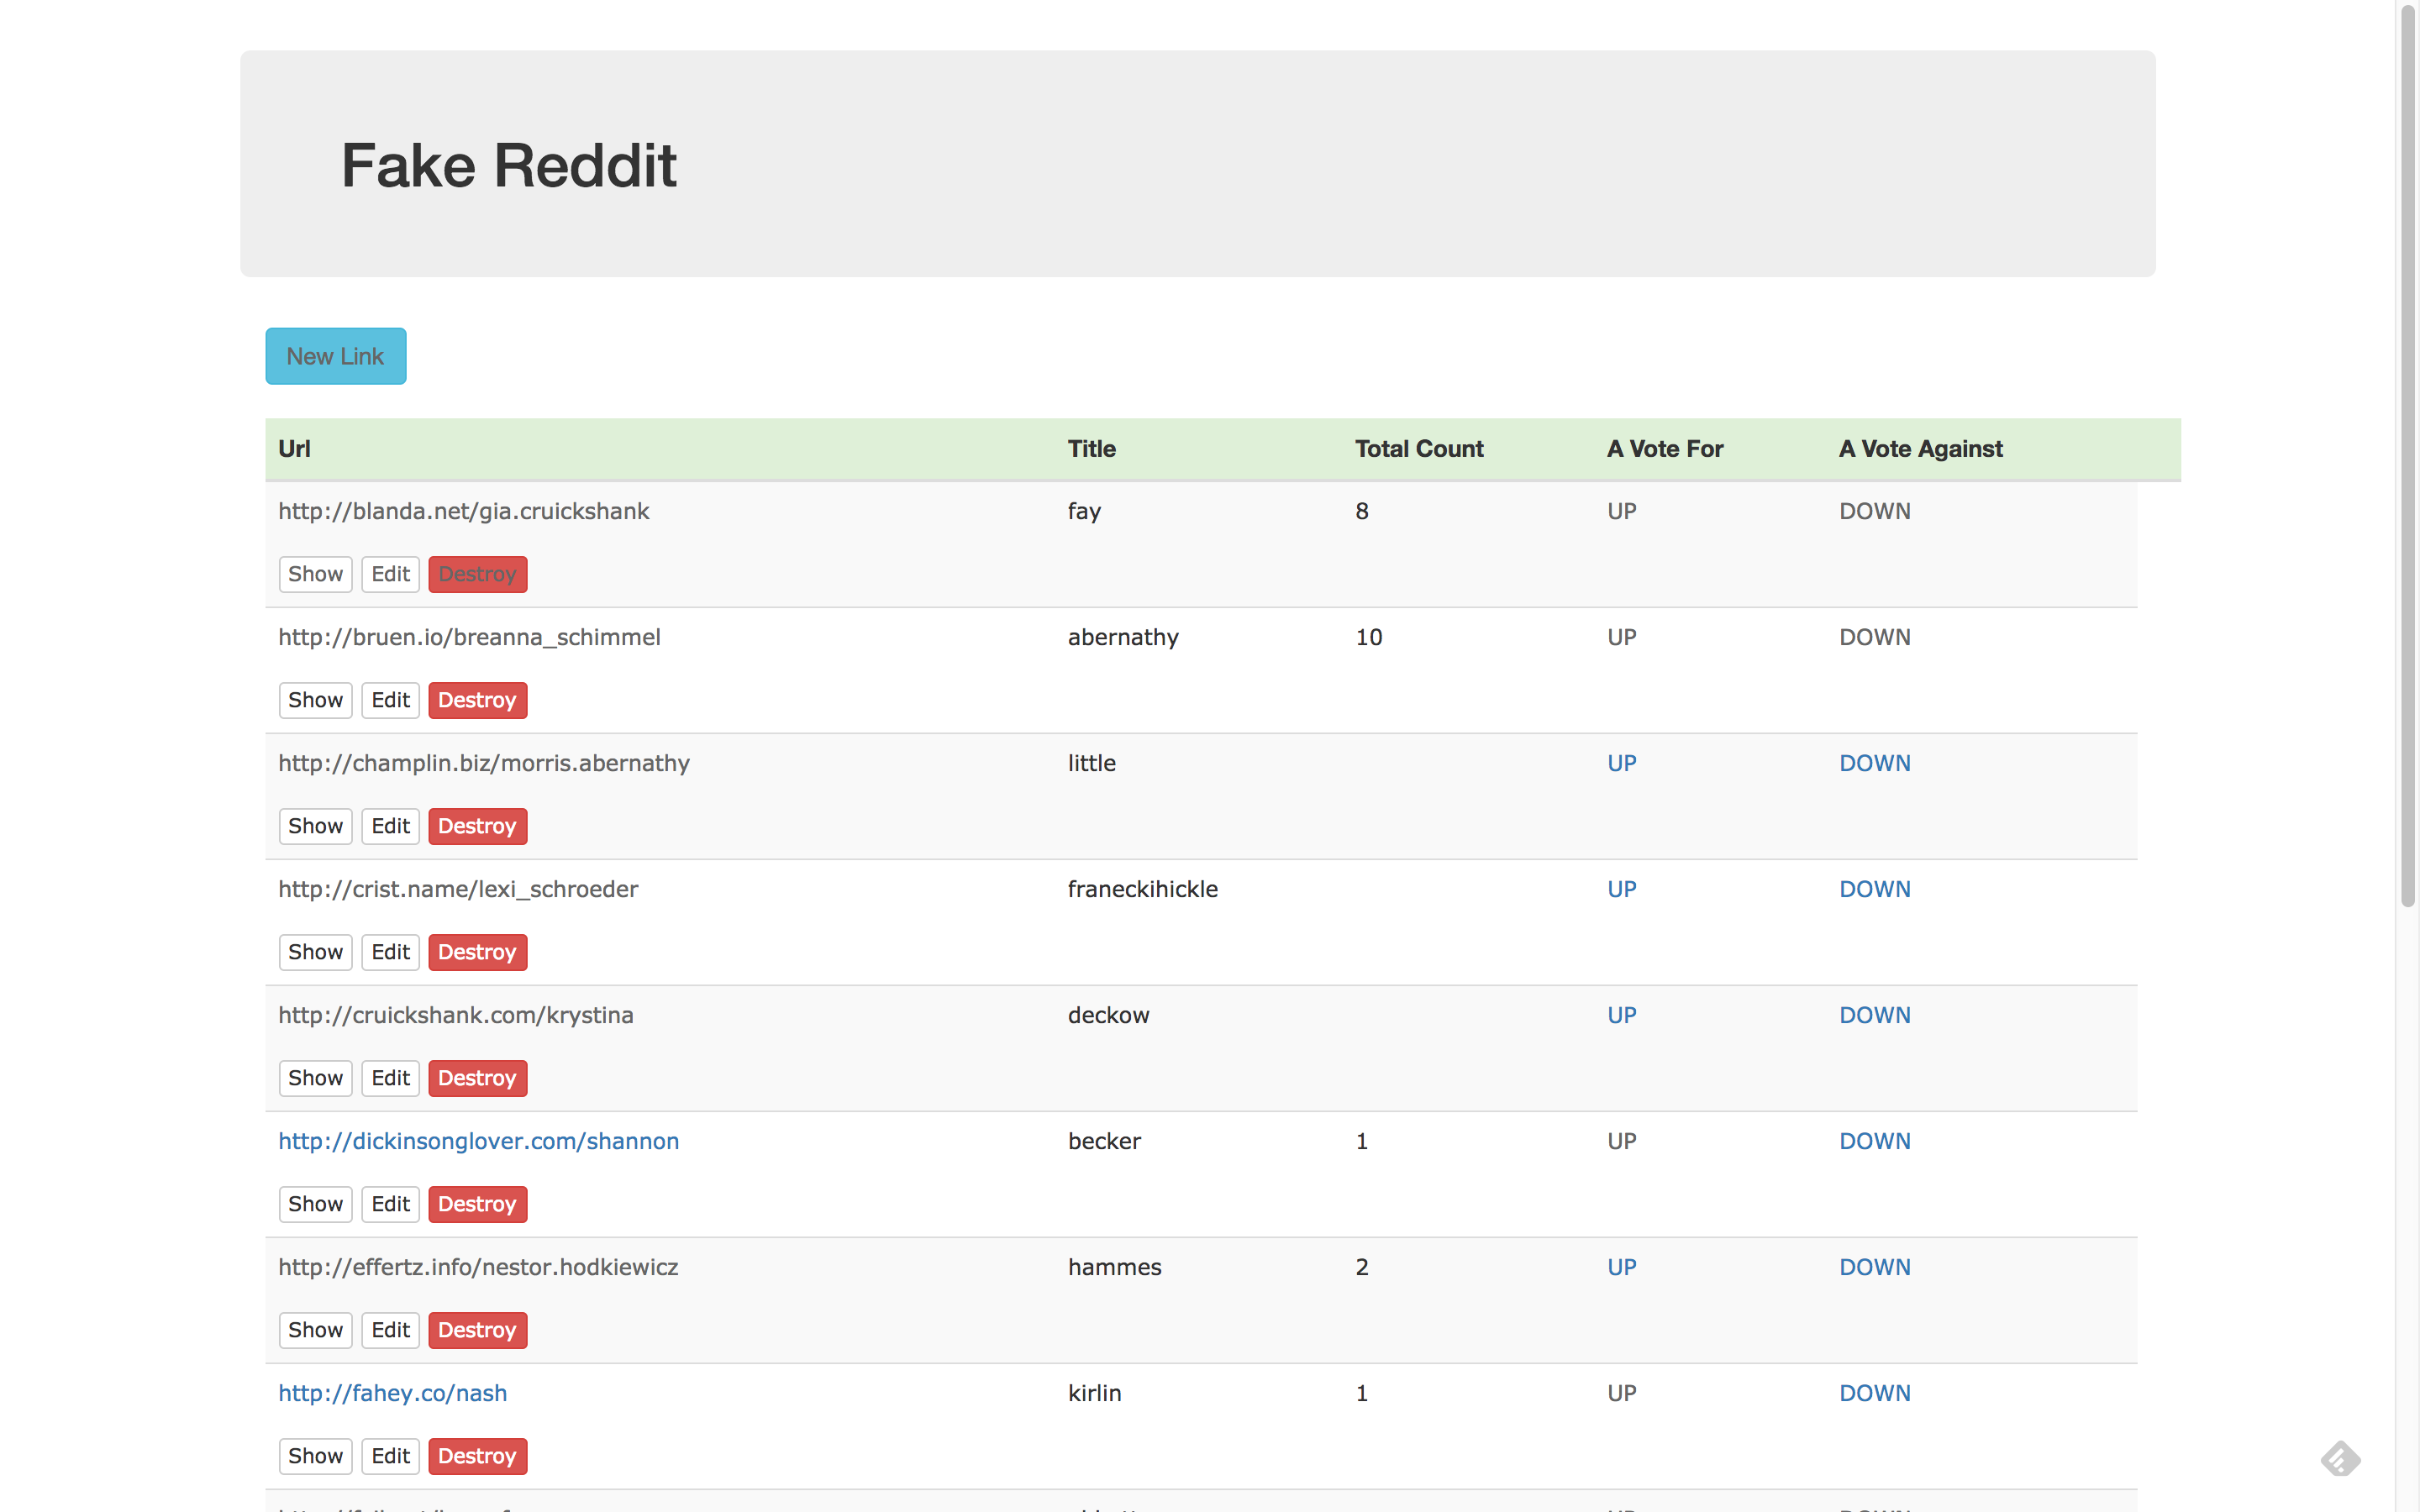 Fake Reddit
New Link
Url Title Total Count A Vote For A Vote Against
http://blanda.net/gia.cruickshank fay 8 UP DOWN
Show Edit Destroy
http://bruen.io/breanna_schimmel abernathy 10 UP DOWN
Show Edit Destroy
http://champlin.biz/morris.abernathy little UP DOWN
Show Edit Destroy
http://crist.name/lexi_schroeder franeckihickle UP DOWN
Show Edit Destroy
http://cruickshank.com/krystina deckow UP DOWN
Show Edit Destroy
http://dickinsonglover.com/shannon becker 1 UP DOWN
Show Edit Destroy
http://effertz.info/nestor.hodkiewicz hammes 2 UP DOWN
Show Edit Destroy
http://fahey.co/nash kirlin 1 UP DOWN
Show Edit Destroy